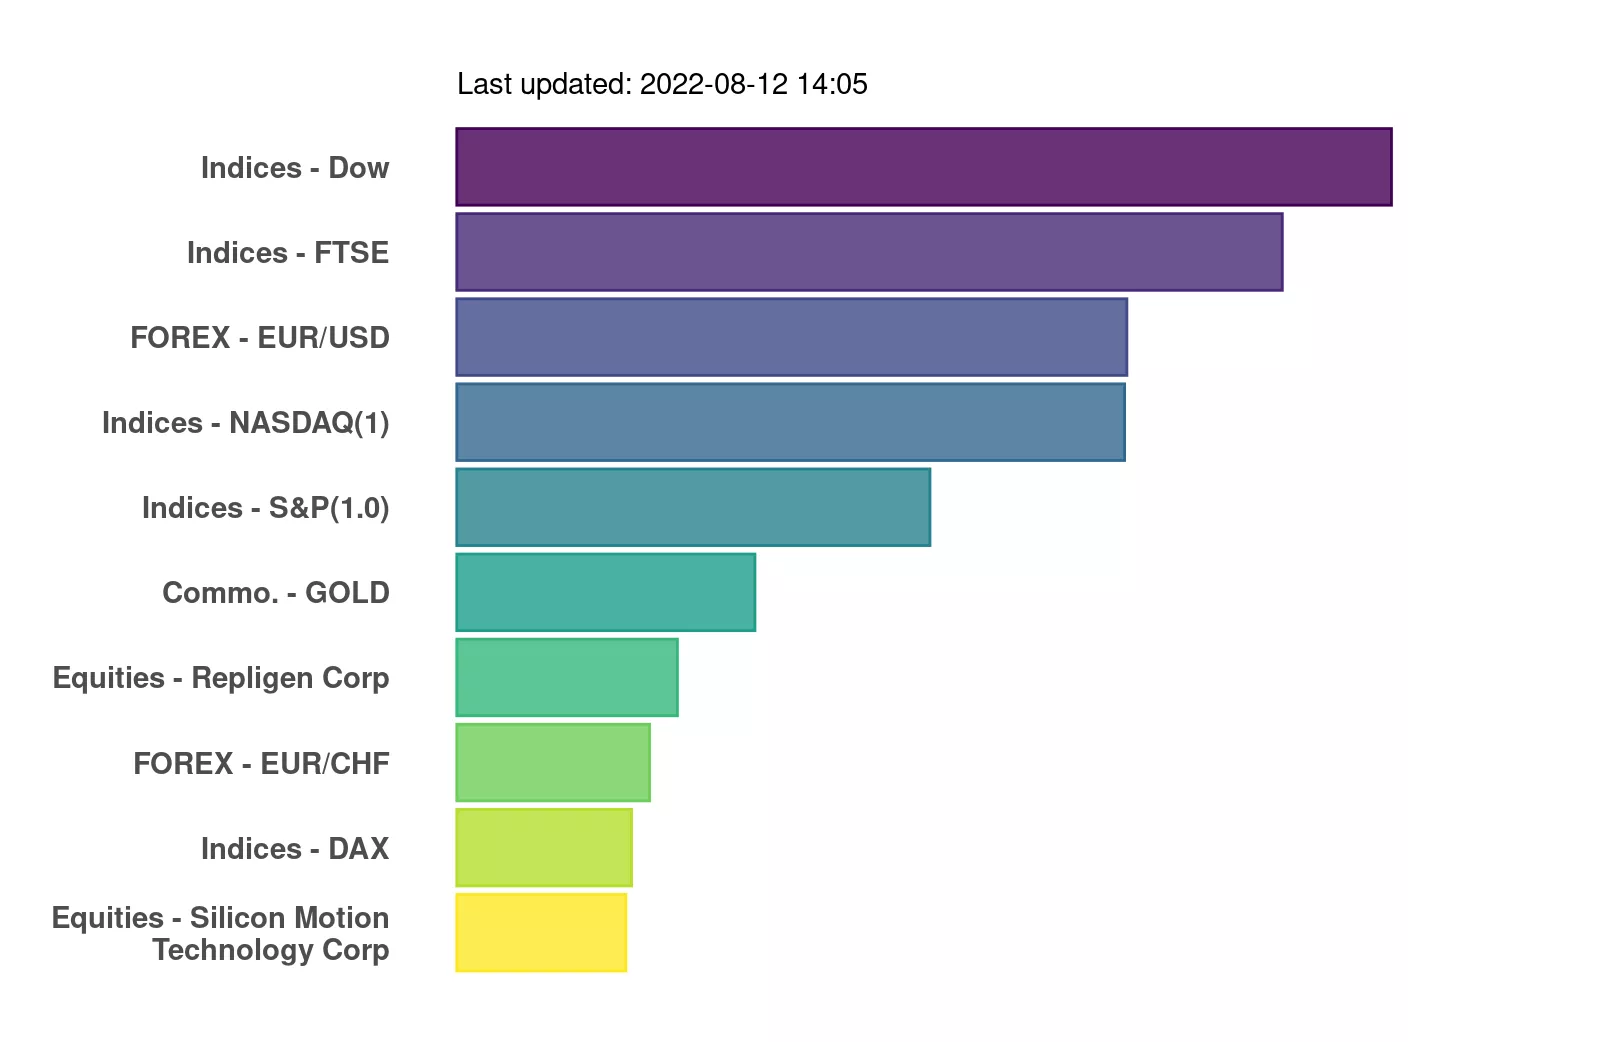 Last updated: 2022-08-12 14:05
Indices - Dow
Indices - FTSE
FOREX - EUR/USD
Indices - NASDAQ(1)
Indices - S&P(1.0)
Commo. - GOLD
Equities - Repligen Corp
FOREX - EUR/CHF
Indices - DAX
Equities - Silicon Motion
Technology Corp